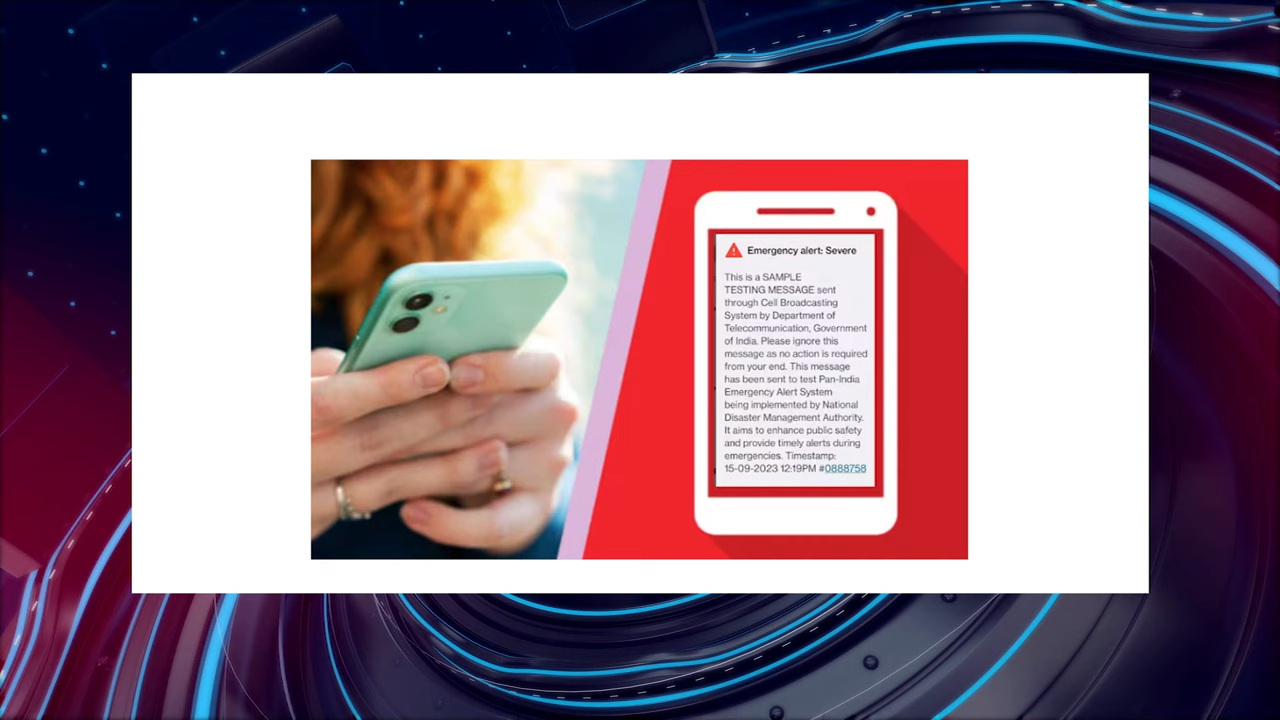 Emergency alert: Severe
This is a SAMPLE
TESTING MESSAGE sent
through Cell Broadcasting
System by Department of
Telecommunication, Government
of India. Please ignore this
message as no action is required
from your end. This message
has been sent to test Pan-India
Emergency Alert System
being implemented by National
Disaster Management Authority.
It aims to enhance public safety
and provide timely alerts during
emergencies. Timestamp:
15-09-2023 12:19PM #0888758